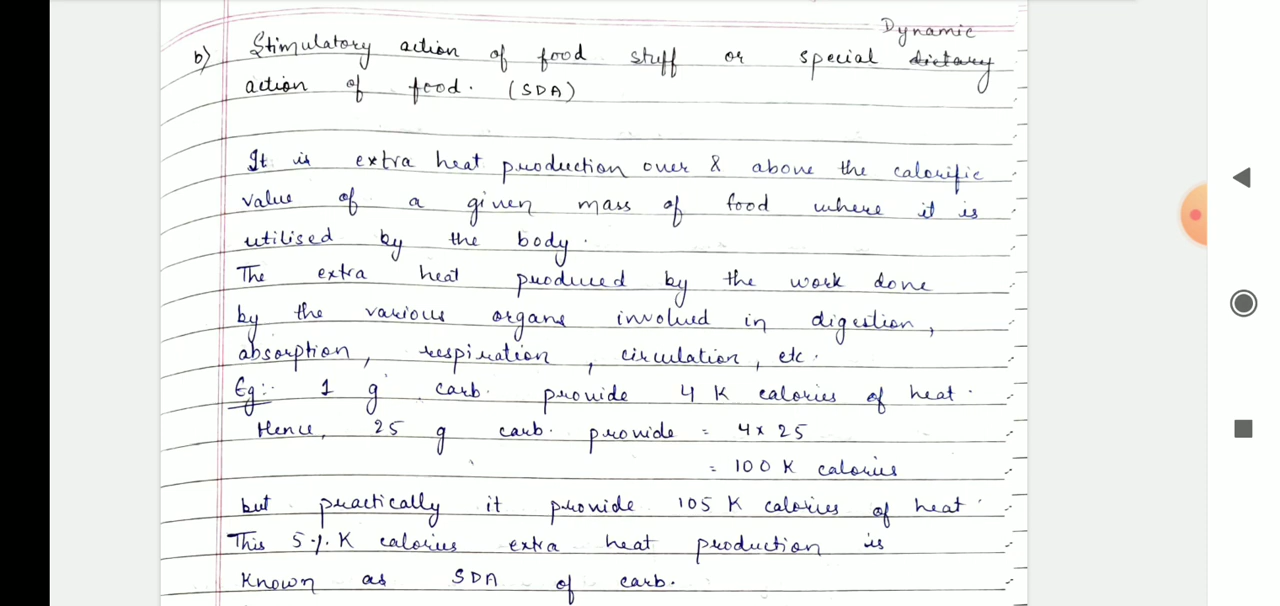 Dynamic
b) Stimulatory action of food stuff or special dietary
action of food. (SDA)
It is extra heat production over & above the calorific
value of a given mass of food where it is
utilised by the body.
The extra heat produced by the work done
by the various organs involved in digestion,
absorption, respiration, circulation, etc.
Eg:- 1 g carb. provide 4 K calories of heat.
Hence, 25 g carb. provide = 4 x 25
= 100 K calories
but practically it provide 105 K calories of heat.
This 5% K calories extra heat production is
known as SDA of carb.